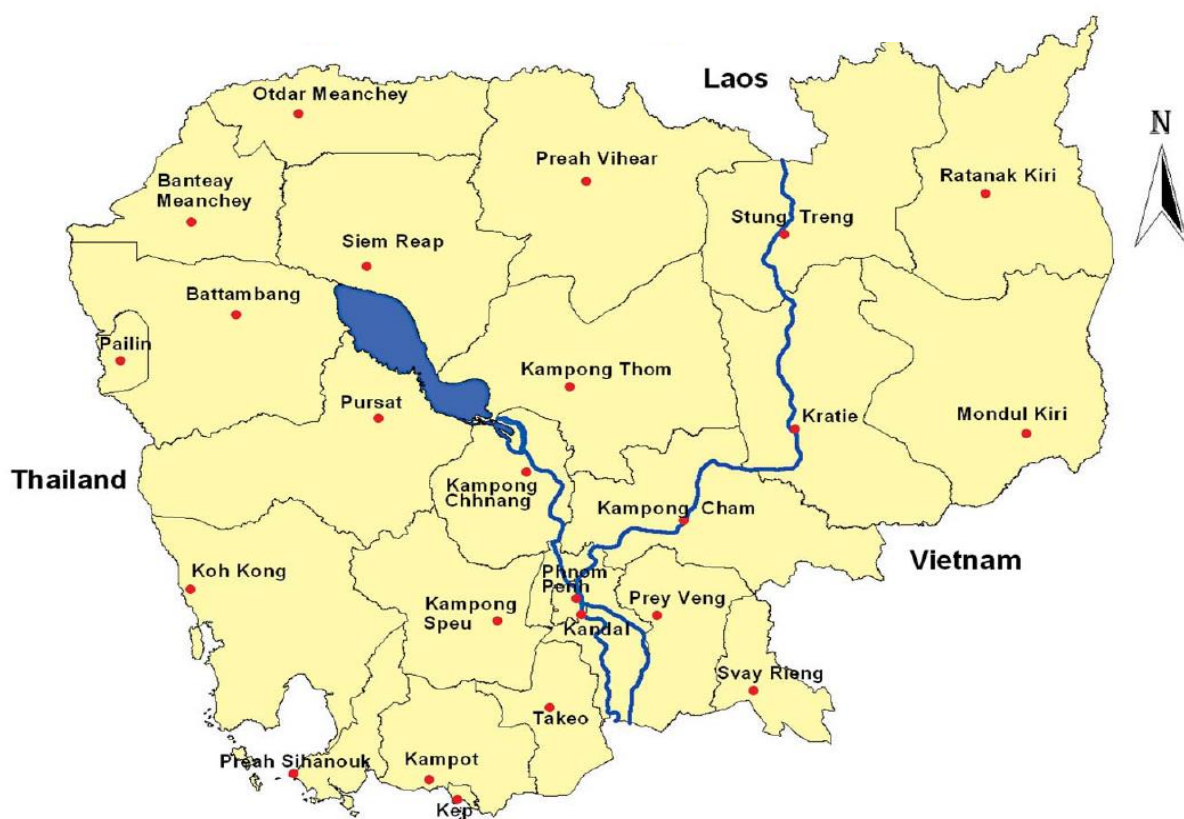 Laos
N
Otdar Meanchey
Preah Vihear
Banteay
Meanchey
Ratanak Kiri
Stung Treng
Siem Reap
Battambang
Pailin
Kampong Thom
Pursat
Kratie
Mondul Kiri
Thailand
Kampong
Chhnang
Kampong Cham
Vietnam
Koh Kong
Phnom
Penh
Kampong
Speu
Prey Veng
Kandal
Svay Rieng
Takeo
Preah Sihanouk
Kampot
Kep